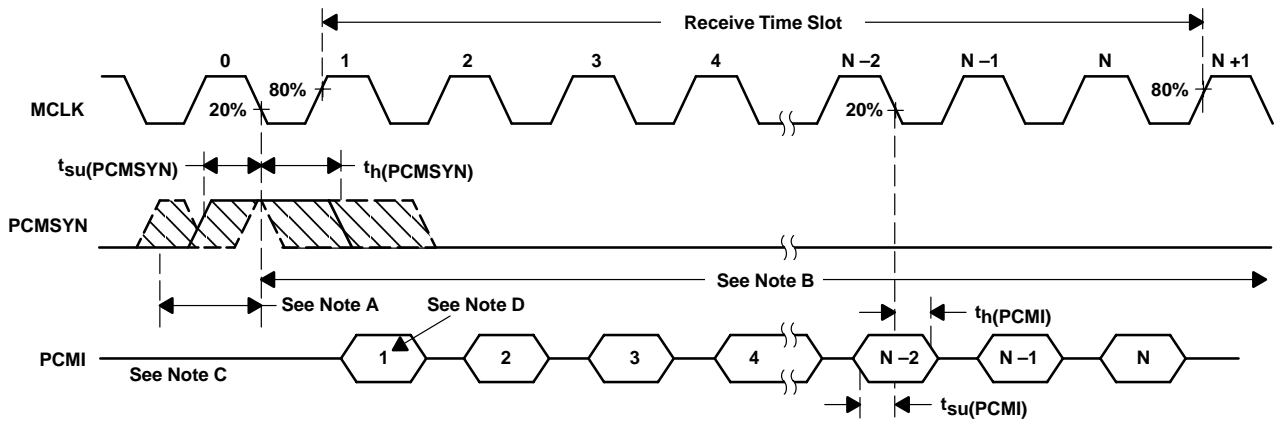 Receive Time Slot
0 1 2 3 4 N –2 N –1 N N +1
80% 80%
MCLK 20% 20%
tsu(PCMSYN) th(PCMSYN)
PCMSYN
See Note B
See Note A See Note D
th(PCMI)
PCMI 1 2 3 4 N –2 N –1 N
See Note C
tsu(PCMI)